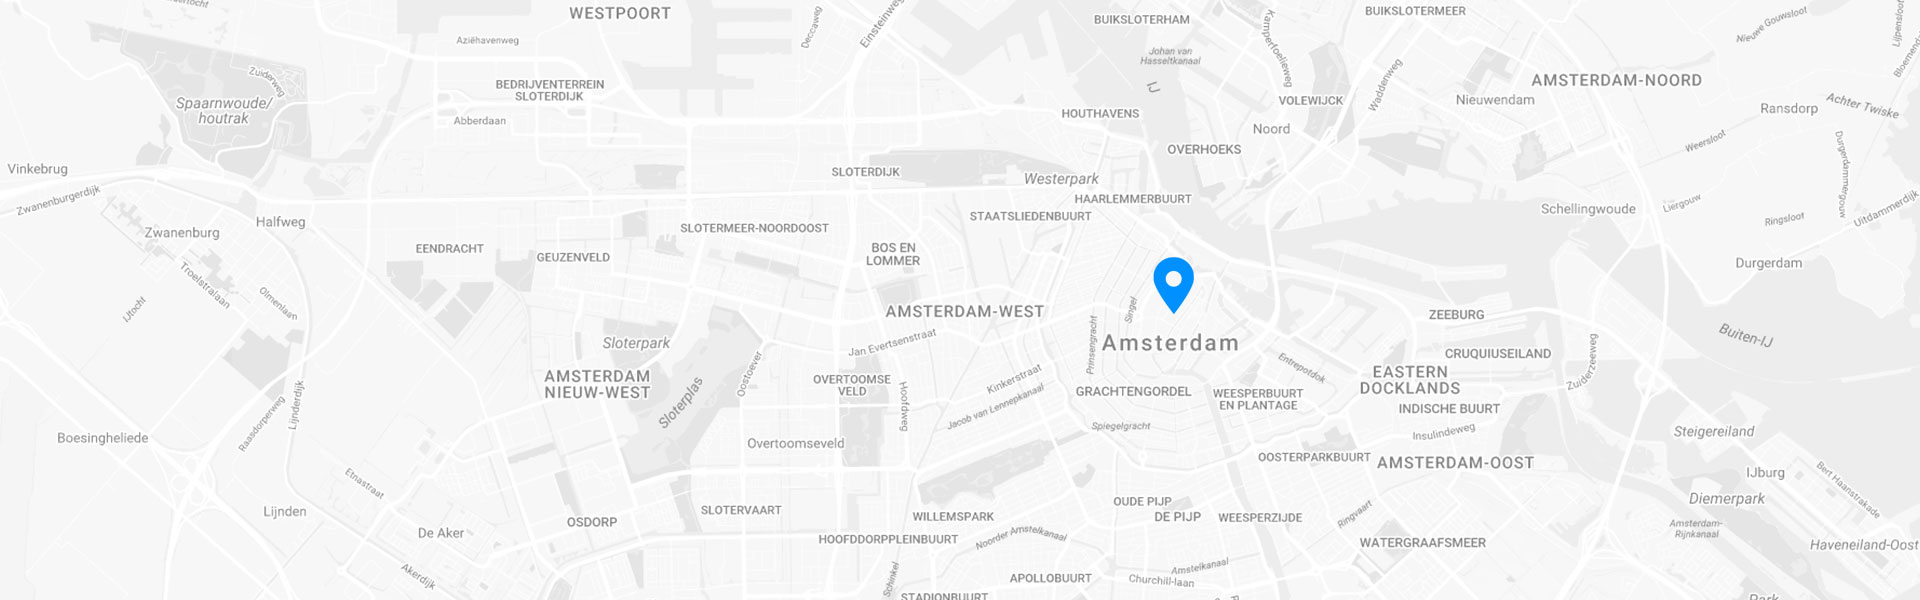 WESTPOORT
Deccaweg
Einsteinweg
BUIKSLOTERHAM
Kamperfoelieweg
BUIKSLOTERMEER
Nieuwe Gouwsloot
Lijpensloot
Aziëhavenweg
Johan van
Hasseltkanaal
Zuiderweg
BEDRIJVENTERREIN
SLOTERDIJK
IJ
Waddenweg
AMSTERDAM-NOORD
Spaarnwoude/
houtrak
Abberdaan
HOUTHAVENS
VOLEWIJCK
Nieuwendam
Ransdorp
Achter Twiske
Noord
OVERHOEKS
Weersloot
Durgerdammergouw
Vinkebrug
SLOTERDIJK
Westerpark
Zwanenburgerdijk
HAARLEMMERBUURT
Schellingwoude
Liergouw
Uitdammerdijk
Halfweg
STAATSLIEDENBUURT
Ringsloot
Zwanenburg
SLOTERMEER-NOORDOOST
EENDRACHT
GEUZENVELD
BOS EN
LOMMER
Durgerdam
Troelstralaan
Olmenlaan
IJtocht
AMSTERDAM-WEST
Singel
ZEEBURG
Sloterpark
Jan Evertsenstraat
Prinsengracht
Amsterdam
Buiten-IJ
CRUQUIUSEILAND
Entrepotdok
Zuiderzeeweg
AMSTERDAM
NIEUW-WEST
Oostoever
OVERTOOMSE
VELD
Kinkerstraat
EASTERN
DOCKLANDS
Sloterplas
Hoofdweg
Jacob van Lennepkanaal
GRACHTENGORDEL
WEESPERBUURT
EN PLANTAGE
INDISCHE BUURT
Lijnderdijk
Raasdorperweg
Boesingheliede
Overtoomseveld
Spiegelgracht
Insulindeweg
Steigereiland
OOSTERPARKBUURT
AMSTERDAM-OOST
IJburg
Bert Haanstrakade
Etnastraat
Lijnden
OSDORP
SLOTERVAART
WILLEMSPARK
OUDE PIJP
DE PIJP
WEESPERZIJDE
Ringvaart
Diemerpark
Amsterdam-
Rijnkanaal
De Aker
HOOFDDORPPLEINBUURT
Noorder Amstelkanaal
WATERGRAAFSMEER
Haveneiland-Oost
Akerdijk
Schinkel
APOLLOBUURT
Amstelkanaal
Churchill-laan
STADIONBUURT
Park